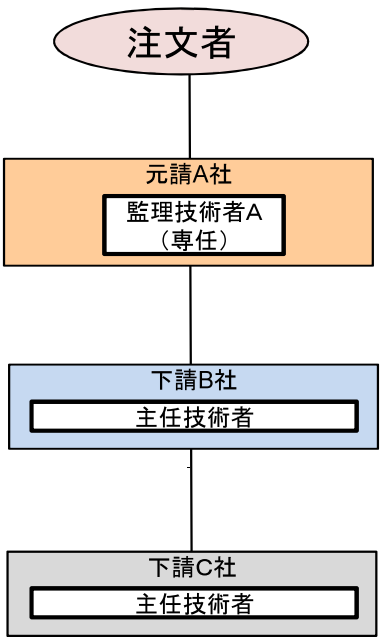 注文者
元請A社
監理技術者A
（専任）
下請B社
主任技術者
下請C社
主任技術者